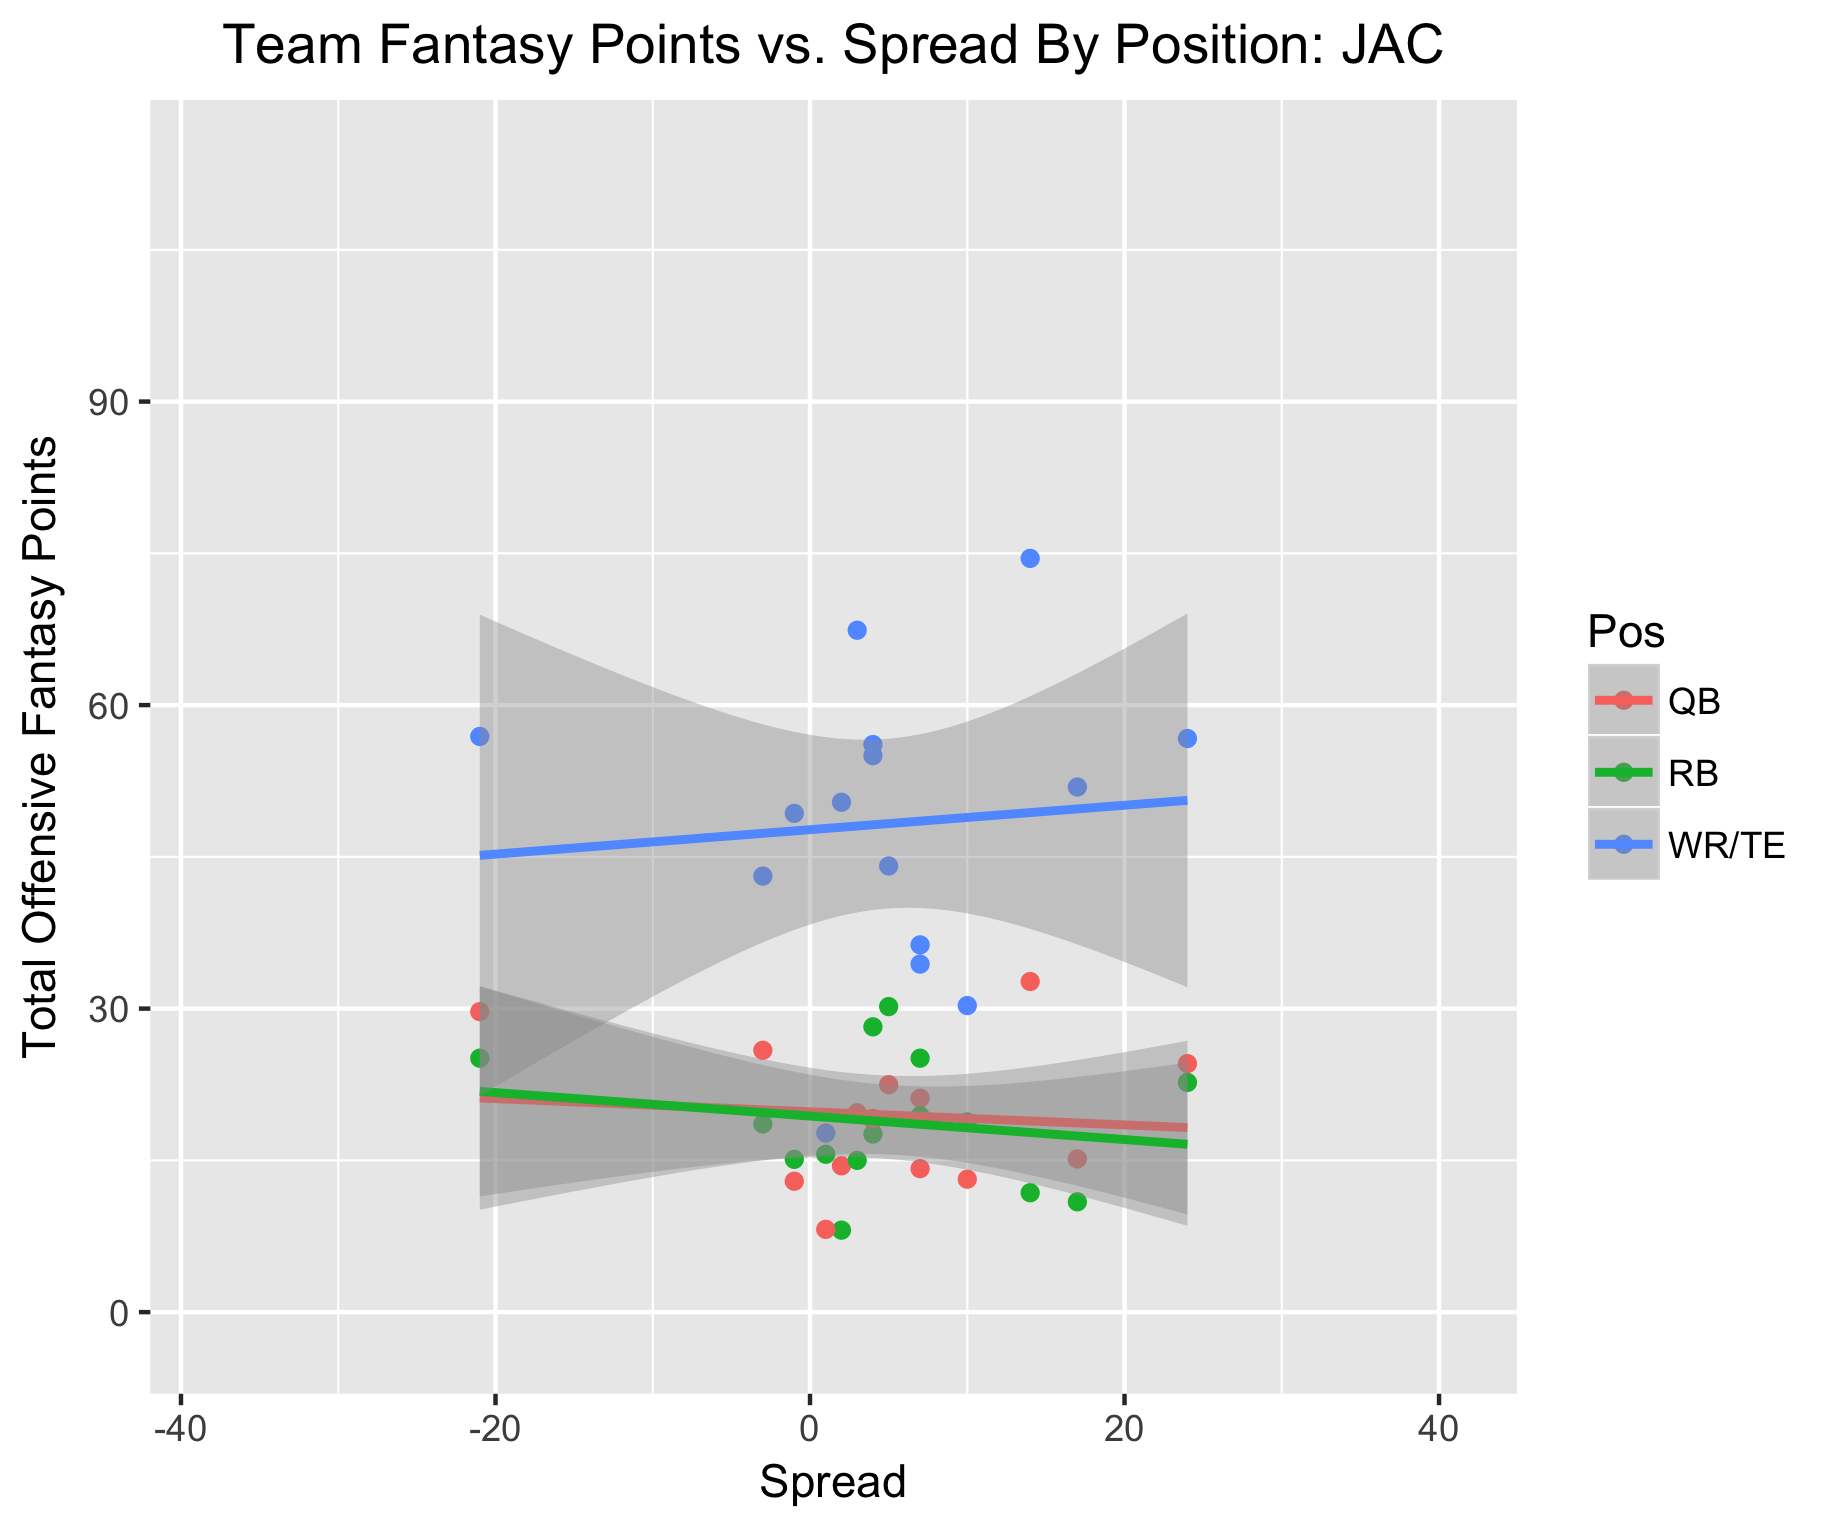 Team Fantasy Points vs. Spread By Position: JAC
Total Offensive Fantasy Points
90
60
30
0
-40
-20
0
20
40
Spread
Pos
QB
RB
WR/TE